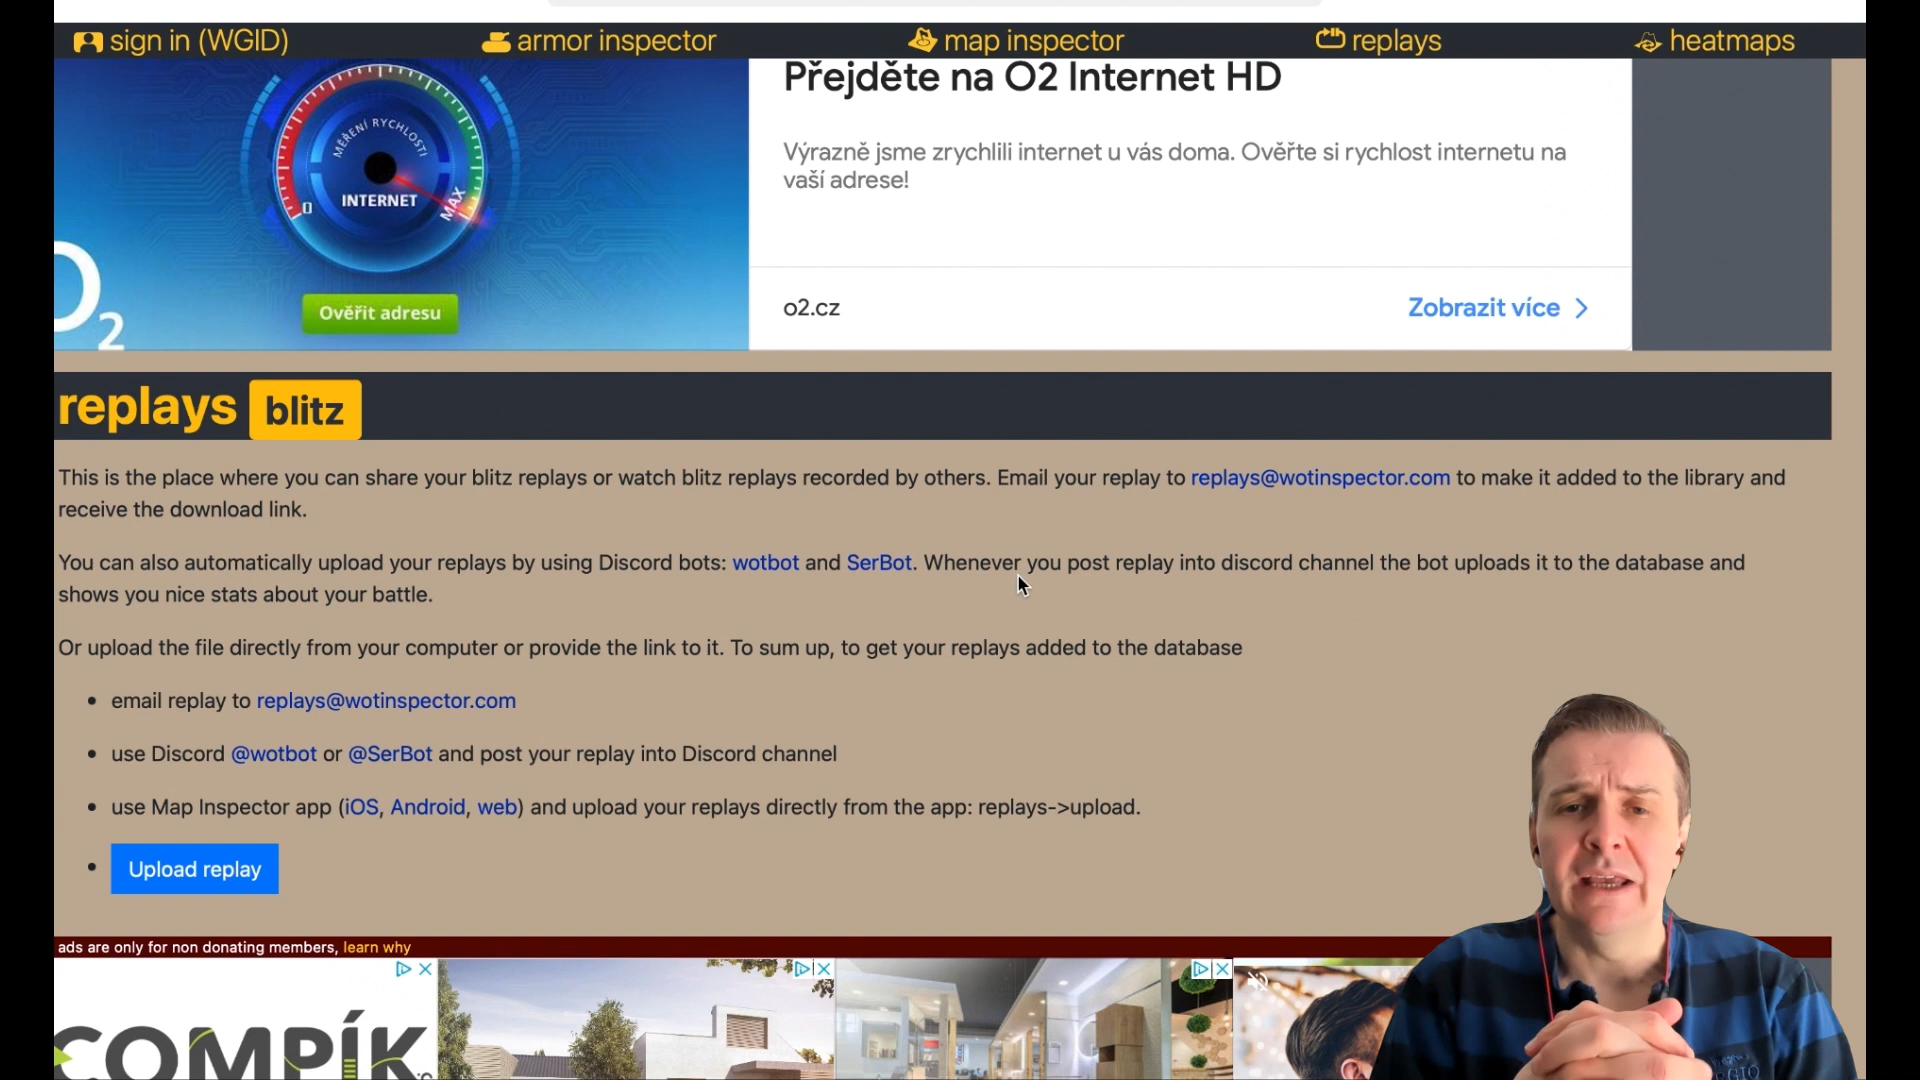 sign in (WGID)
armor inspector
map inspector
replays
heatmaps
MĚŘENÍ RYCHLOSTI
INTERNET
0
MAX
O2
Ověřit adresu
Přejděte na O2 Internet HD
Výrazně jsme zrychlili internet u vás doma. Ověřte si rychlost internetu na
vaší adrese!
o2.cz
Zobrazit více
replays blitz
This is the place where you can share your blitz replays or watch blitz replays recorded by others. Email your replay to replays@wotinspector.com to make it added to the library and
receive the download link.
You can also automatically upload your replays by using Discord bots: wotbot and SerBot. Whenever you post replay into discord channel the bot uploads it to the database and
shows you nice stats about your battle.
Or upload the file directly from your computer or provide the link to it. To sum up, to get your replays added to the database
• email replay to replays@wotinspector.com
• use Discord @wotbot or @SerBot and post your replay into Discord channel
• use Map Inspector app (iOS, Android, web) and upload your replays directly from the app: replays->upload.
• Upload replay
ads are only for non donating members, learn why
COMPÍK